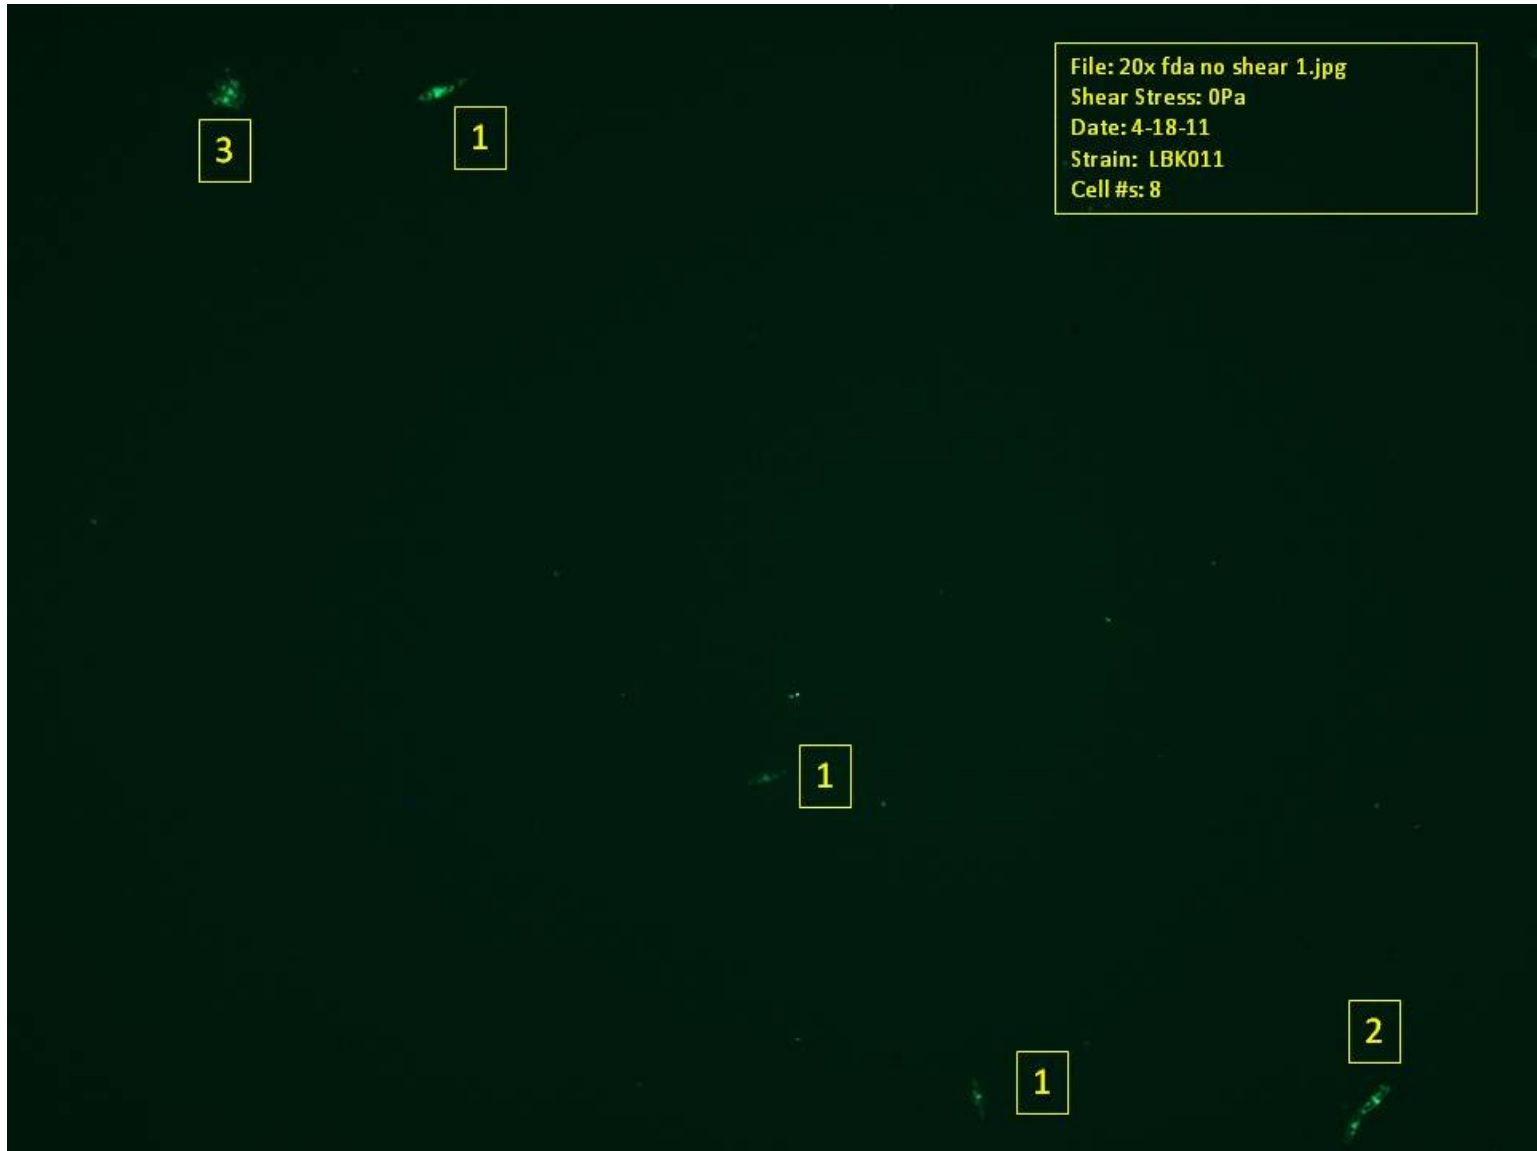 File: 20x fda no shear 1.jpg
Shear Stress: 0Pa
Date: 4-18-11
Strain: LBK011
Cell #s: 8
3
1
1
2
1